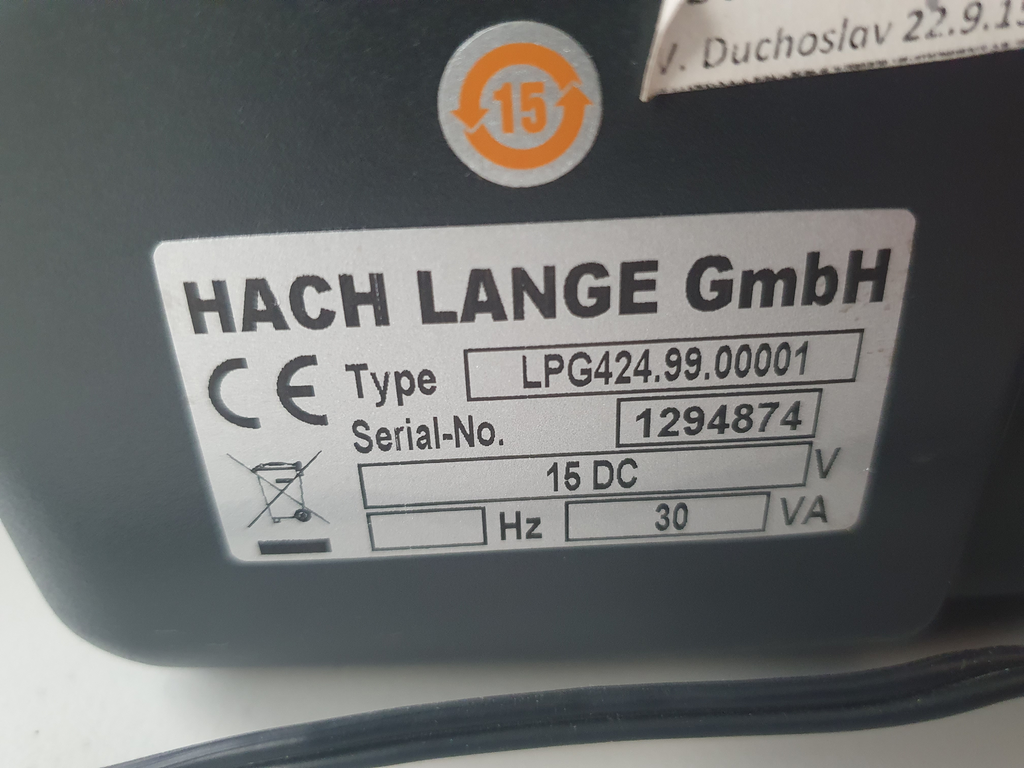 V. Duchoslav 22.9.15
15
HACH LANGE GmbH
CE
Type LPG424.99.00001
Serial-No. 1294874
15 DC V
Hz 30 VA